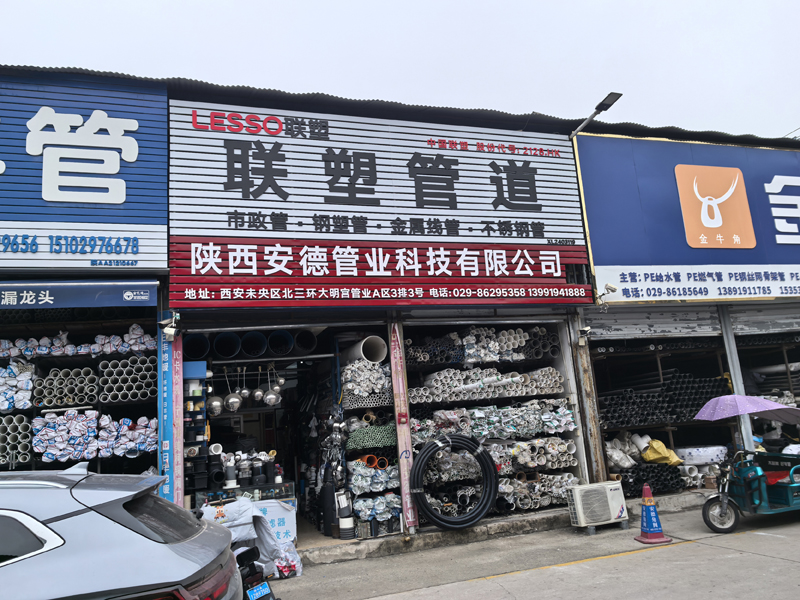 管
9656 15102976678
漏龙头
LESSO联塑
中国联塑 股份代号: 2128.HK
联塑管道
市政管·钢塑管·金属线管·不锈钢管
陕西安德管业科技有限公司
地址: 西安未央区北三环大明宫管业A区3排3号 电话:029-86295358 13991941888
金牛角
主管: PE给水管 PE燃气管 PE钢丝网骨架管
电话: 029-86185649 13891911785